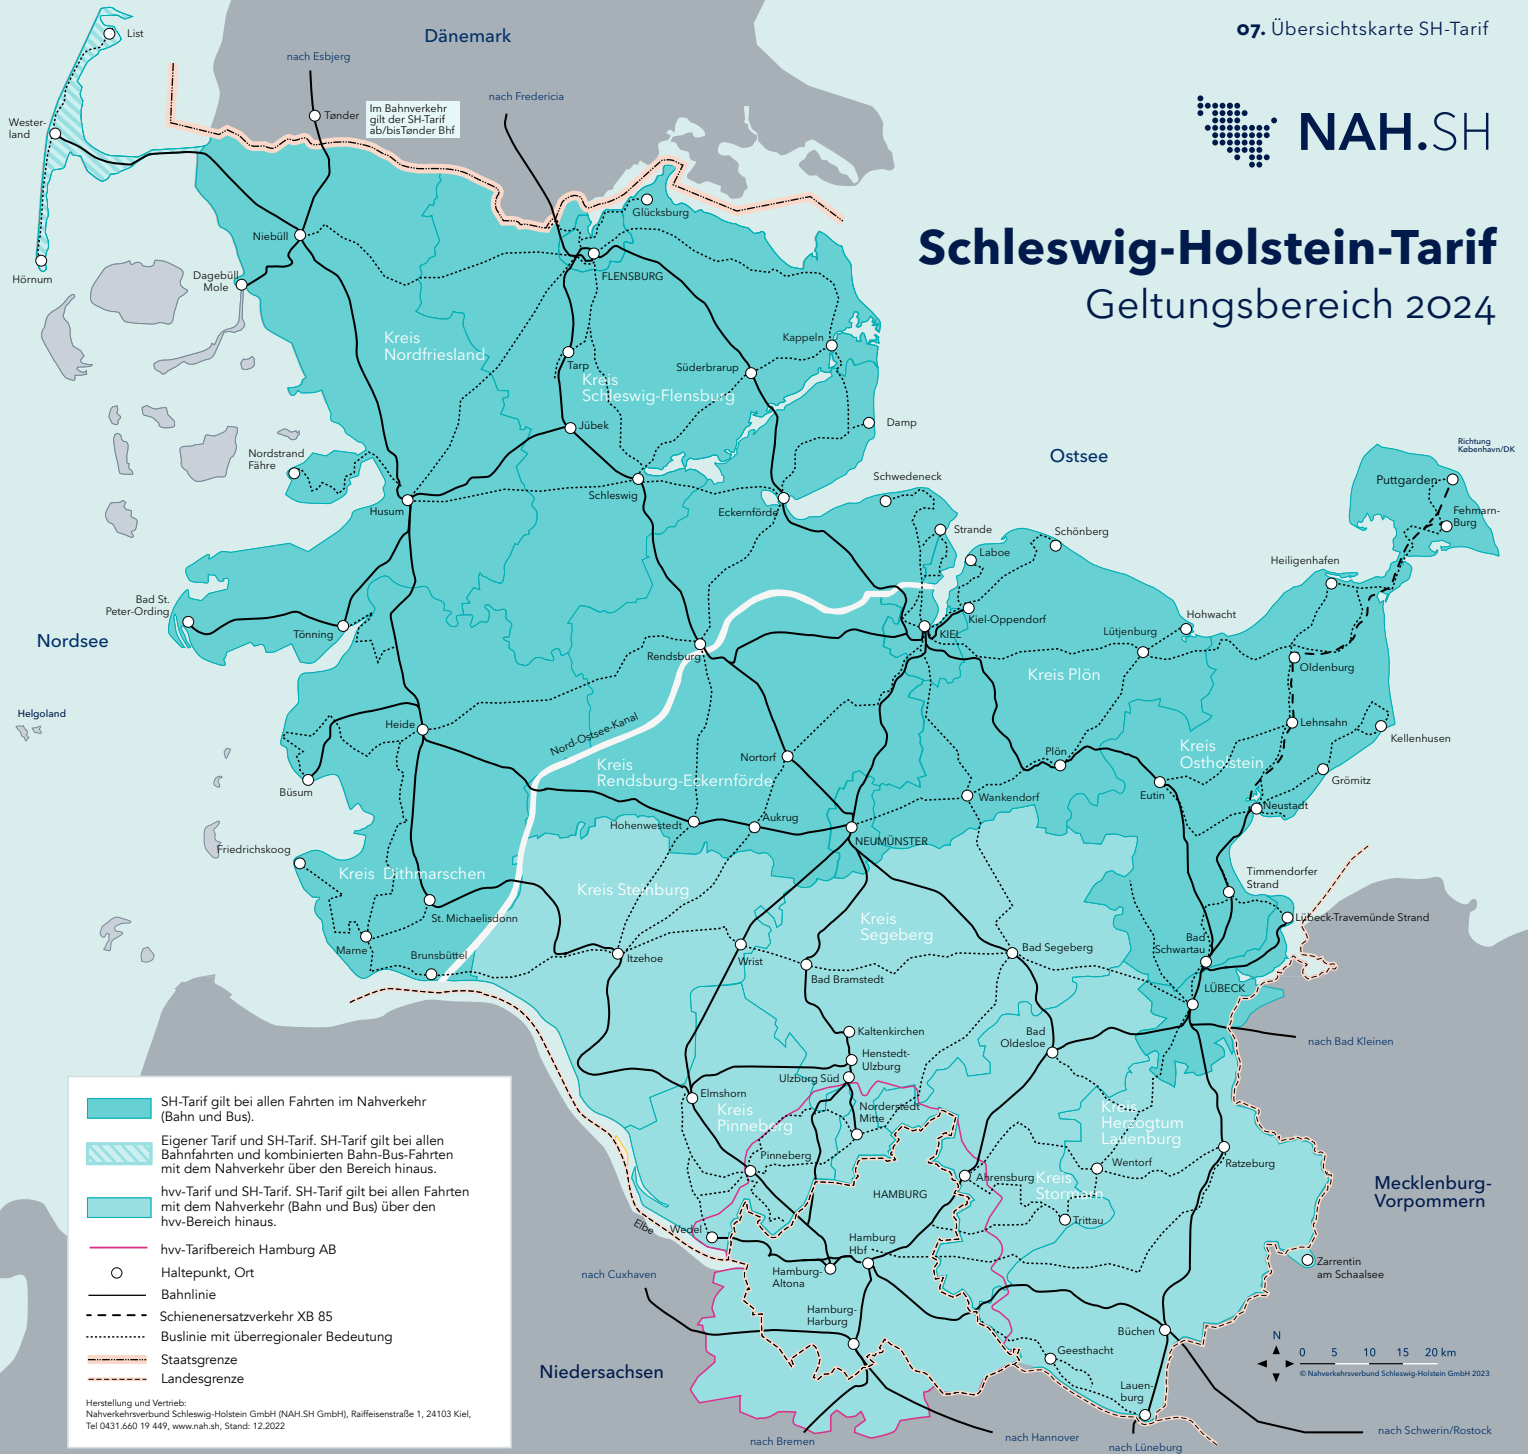 07. Übersichtskarte SH-Tarif
NAH.SH
Schleswig-Holstein-Tarif
Geltungsbereich 2024
Dänemark
nach Esbjerg
nach Fredericia
Tønder
Im Bahnverkehr
gilt der SH-Tarif
ab/bisTønder Bhf
List
Wester-
land
Hörnum
Niebüll
Dagebüll
Mole
Glücksburg
FLENSBURG
Kreis
Nordfriesland
Tarp
Kreis
Schleswig-Flensburg
Süderbrarup
Kappeln
Jübek
Damp
Nordstrand
Fähre
Husum
Schleswig
Eckernförde
Schwedeneck
Ostsee
Richtung
København/DK
Puttgarden
Fehmarn-
Burg
Strande
Laboe
Schönberg
Heiligenhafen
Bad St.
Peter-Ording
Tönning
Nordsee
Kiel-Oppendorf
KIEL
Hohwacht
Lütjenburg
Rendsburg
Kreis Plön
Oldenburg
Helgoland
Heide
Nord-Ostsee-Kanal
Lehnsahn
Kellenhusen
Kreis
Rendsburg-Eckernförde
Nortorf
Plön
Kreis
Ostholstein
Grömitz
Büsum
Eutin
Wankendorf
Neustadt
Hohenwestedt
Aukrug
NEUMÜNSTER
Friedrichskoog
Kreis Dithmarschen
Kreis Steinburg
Timmendorfer
Strand
St. Michaelisdonn
Kreis
Segeberg
Lübeck-Travemünde Strand
Marne
Brunsbüttel
Itzehoe
Wrist
Bad Segeberg
Bad
Schwartau
Bad Bramstedt
LÜBECK
Kaltenkirchen
Bad
Oldesloe
nach Bad Kleinen
Henstedt-
Ulzburg
Ulzburg Süd
Elmshorn
Norderstedt
Mitte
Kreis
Pinneberg
Kreis
Herzogtum
Lauenburg
Pinneberg
Wentorf
Ratzeburg
Ahrensburg
Kreis
Stormarn
Mecklenburg-
Vorpommern
HAMBURG
Trittau
Elbe
Wedel
Hamburg
Hbf
Hamburg-
Altona
Zarrentin
am Schaalsee
nach Cuxhaven
Hamburg-
Harburg
Büchen
Geesthacht
Niedersachsen
Lauen-
burg
nach Bremen
nach Hannover
nach Lüneburg
nach Schwerin/Rostock
N
0 5 10 15 20 km
© Nahverkehrsverbund Schleswig-Holstein GmbH 2023
SH-Tarif gilt bei allen Fahrten im Nahverkehr
(Bahn und Bus).
Eigener Tarif und SH-Tarif. SH-Tarif gilt bei allen
Bahnfahrten und kombinierten Bahn-Bus-Fahrten
mit dem Nahverkehr über den Bereich hinaus.
hvv-Tarif und SH-Tarif. SH-Tarif gilt bei allen Fahrten
mit dem Nahverkehr (Bahn und Bus) über den
hvv-Bereich hinaus.
hvv-Tarifbereich Hamburg AB
Haltepunkt, Ort
Bahnlinie
Schienenersatzverkehr XB 85
Buslinie mit überregionaler Bedeutung
Staatsgrenze
Landesgrenze
Herstellung und Vertrieb:
Nahverkehrsverbund Schleswig-Holstein GmbH (NAH.SH GmbH), Raiffeisenstraße 1, 24103 Kiel,
Tel 0431.660 19 449, www.nah.sh, Stand: 12.2022